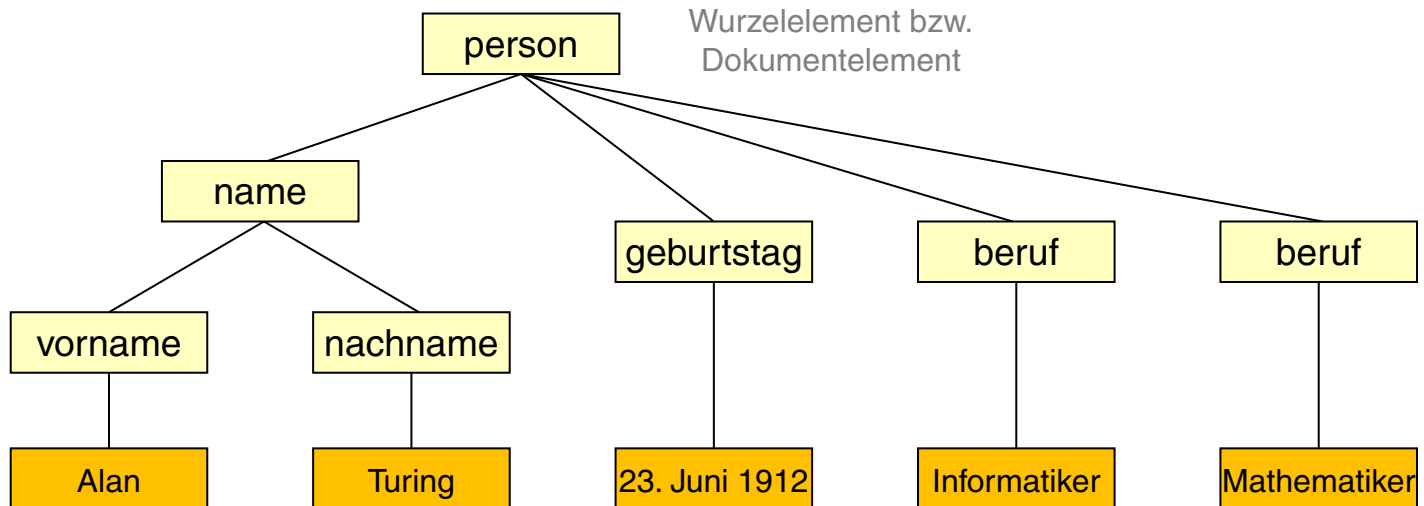 person
Wurzelelement bzw.
Dokumentelement
name
geburtstag
beruf
beruf
vorname
nachname
Alan
Turing
23. Juni 1912
Informatiker
Mathematiker